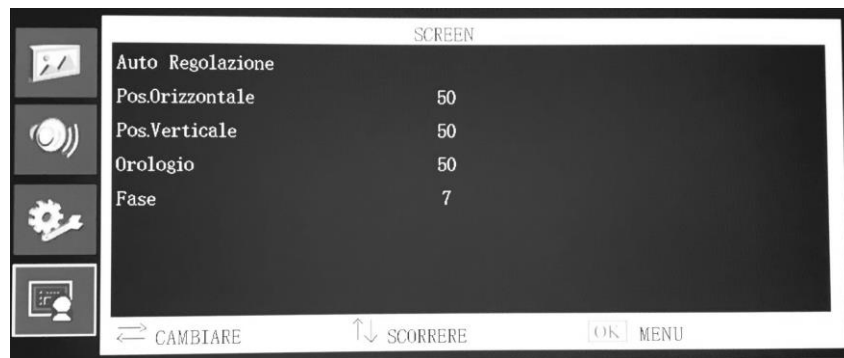 SCREEN
Auto Regolazione
Pos.Orizzontale 50
Pos.Verticale 50
Orologio 50
Fase 7
CAMBIARE SCORRERE OK MENU